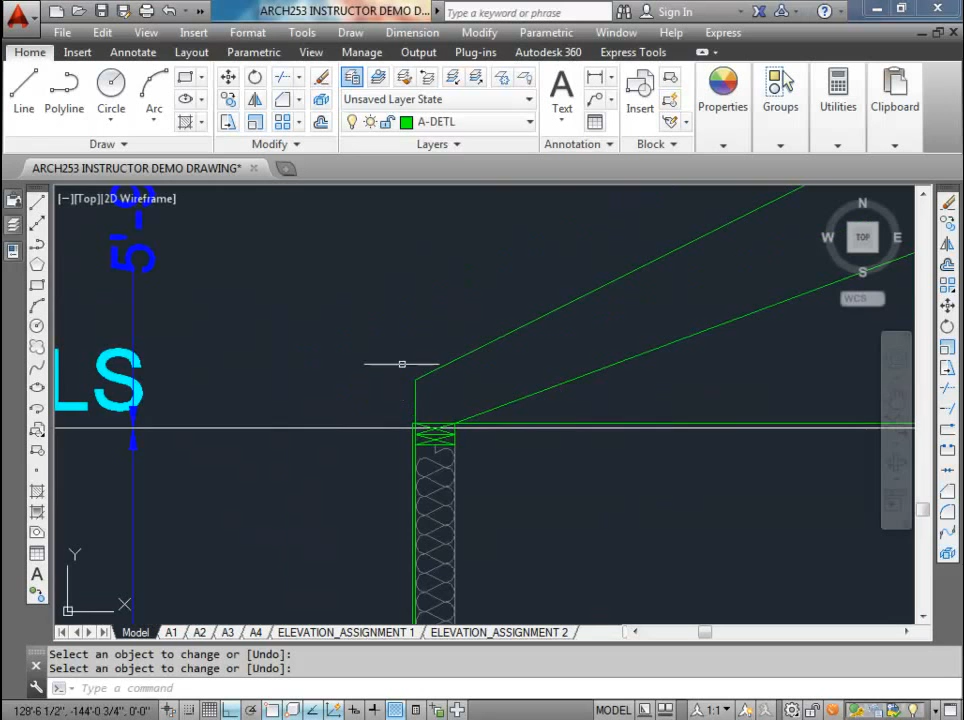 ARCH253 INSTRUCTOR DEMO D...
Type a keyword or phrase
Sign In
File Edit View Insert Format Tools Draw Dimension Modify Parametric Window Help Express
Home Insert Annotate Layout Parametric View Manage Output Plug-ins Autodesk 360 Express Tools
Line Polyline Circle Arc
Text
Insert
Properties Groups Utilities Clipboard
Unsaved Layer State
A-DETL
Draw Modify Layers Annotation Block
ARCH253 INSTRUCTOR DEMO DRAWING*
[−][Top][2D Wireframe]
N
W TOP E
S
WCS
5'-
LS
Y
X
Model A1 A2 A3 A4 ELEVATION_ASSIGNMENT 1 ELEVATION_ASSIGNMENT 2
Select an object to change or [Undo]:
Select an object to change or [Undo]:
Type a command
128'-6 1/2", -144'-0 3/4", 0'-0" MODEL 1:1